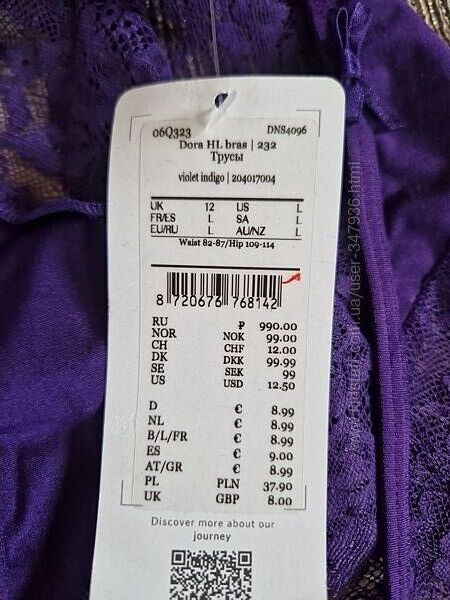 06Q323 DNS4096
Dora HL bras | 232
Трусы
violet indigo | 204017004
UK 12 US L
FR/ES L SA L
EU/RU L AU/NZ L
Waist 82-87/Hip 109-114
8 720676 768142
RU ₽ 990.00
NOR NOK 99.00
CH CHF 12.00
DK DKK 99.99
SE SEK 99
US USD 12.50
D € 8.99
NL € 8.99
B/L/FR € 8.99
ES € 9.00
AT/GR € 8.99
PL PLN 37.90
UK GBP 8.00
Discover more about our
journey